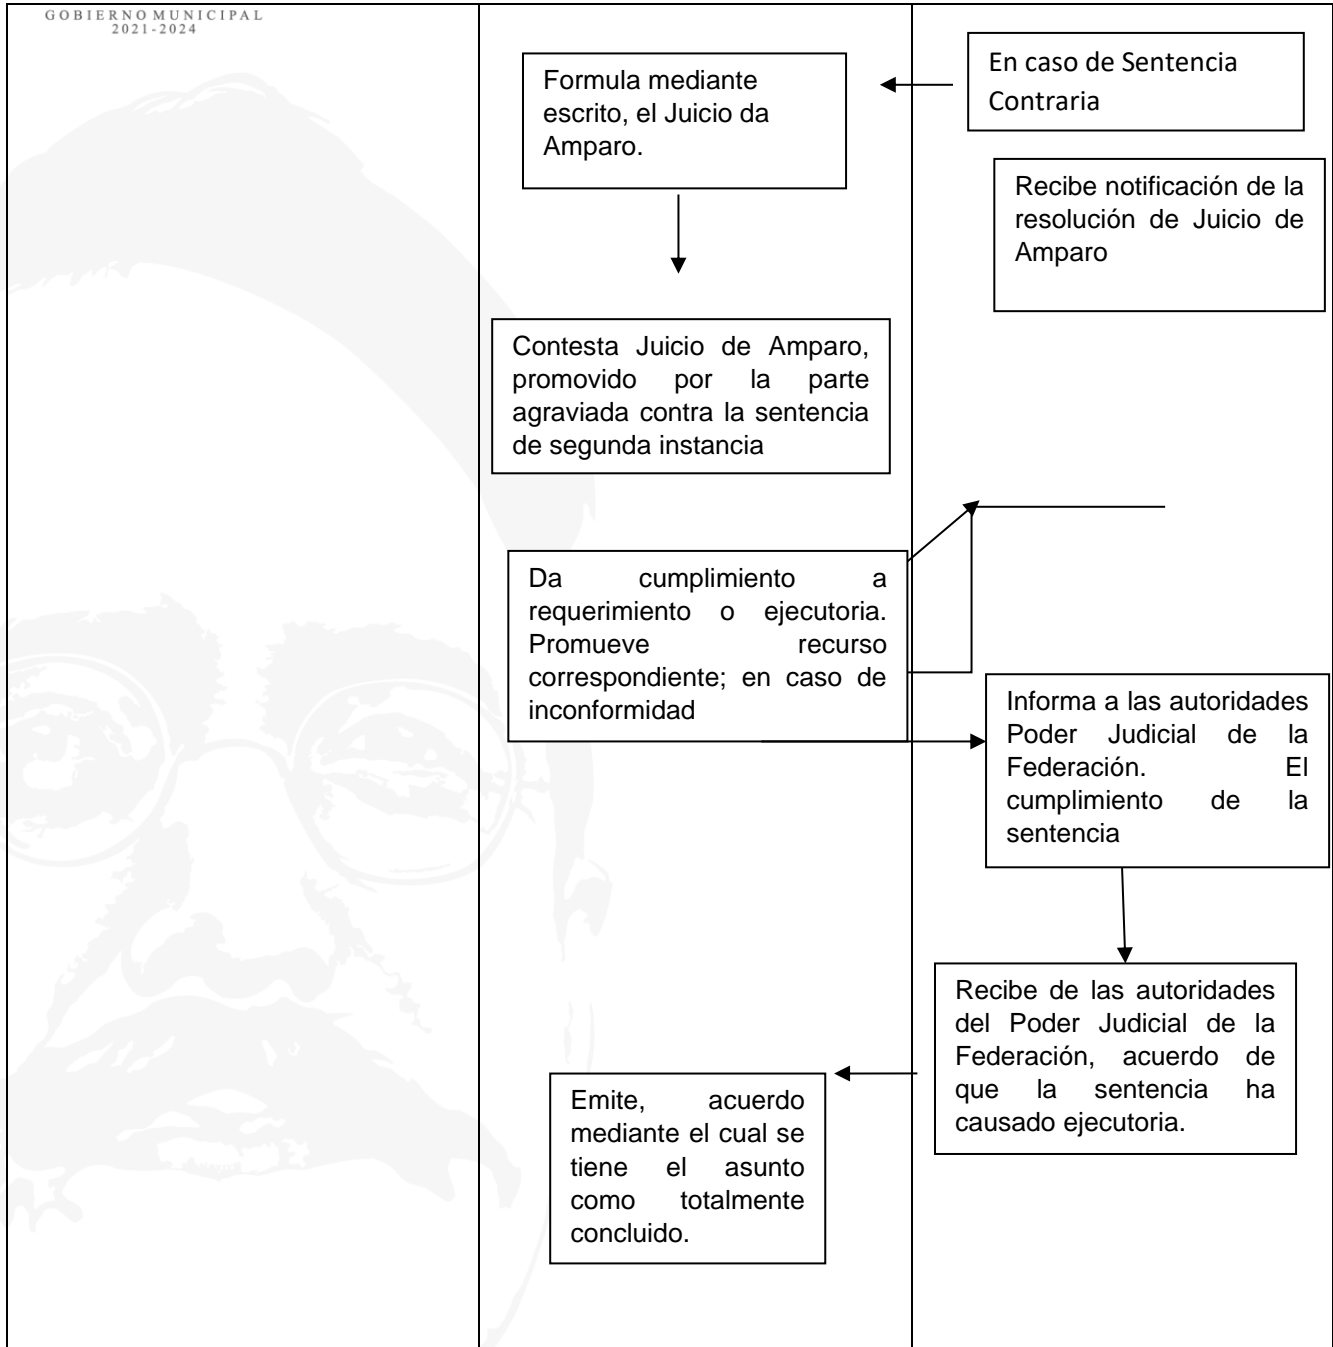 GOBIERNO MUNICIPAL
2021-2024
En caso de Sentencia
Contraria
Formula mediante
escrito, el Juicio da
Amparo.
Recibe notificación de la
resolución de Juicio de
Amparo
Contesta Juicio de Amparo,
promovido por la parte
agraviada contra la sentencia
de segunda instancia
Da cumplimiento a
requerimiento o ejecutoria.
Promueve recurso
correspondiente; en caso de
inconformidad
Informa a las autoridades
Poder Judicial de la
Federación. El
cumplimiento de la
sentencia
Recibe de las autoridades
del Poder Judicial de la
Federación, acuerdo de
que la sentencia ha
causado ejecutoria.
Emite, acuerdo
mediante el cual se
tiene el asunto
como totalmente
concluido.